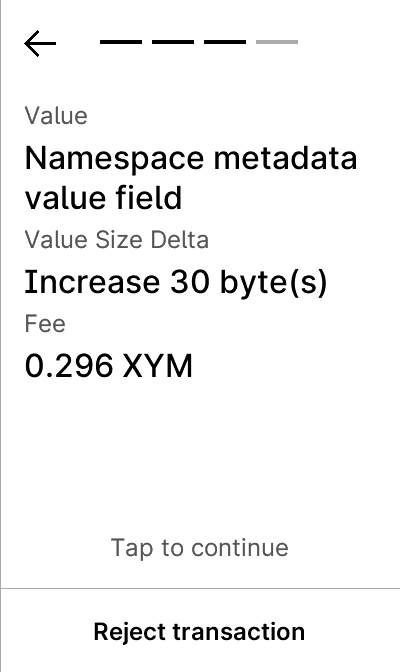 Value
Namespace metadata
value field
Value Size Delta
Increase 30 byte(s)
Fee
0.296 XYM
Tap to continue
Reject transaction